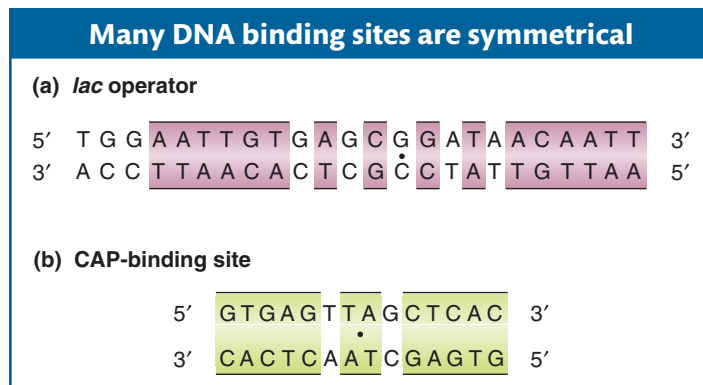 Many DNA binding sites are symmetrical
(a) lac operator
5′ T G G A A T T G T G A G C G G A T A A C A A T T 3′
3′ A C C T T A A C A C T C G C C T A T T G T T A A 5′
(b) CAP-binding site
5′ G T G A G T T A G C T C A C 3′
3′ C A C T C A A T C G A G T G 5′